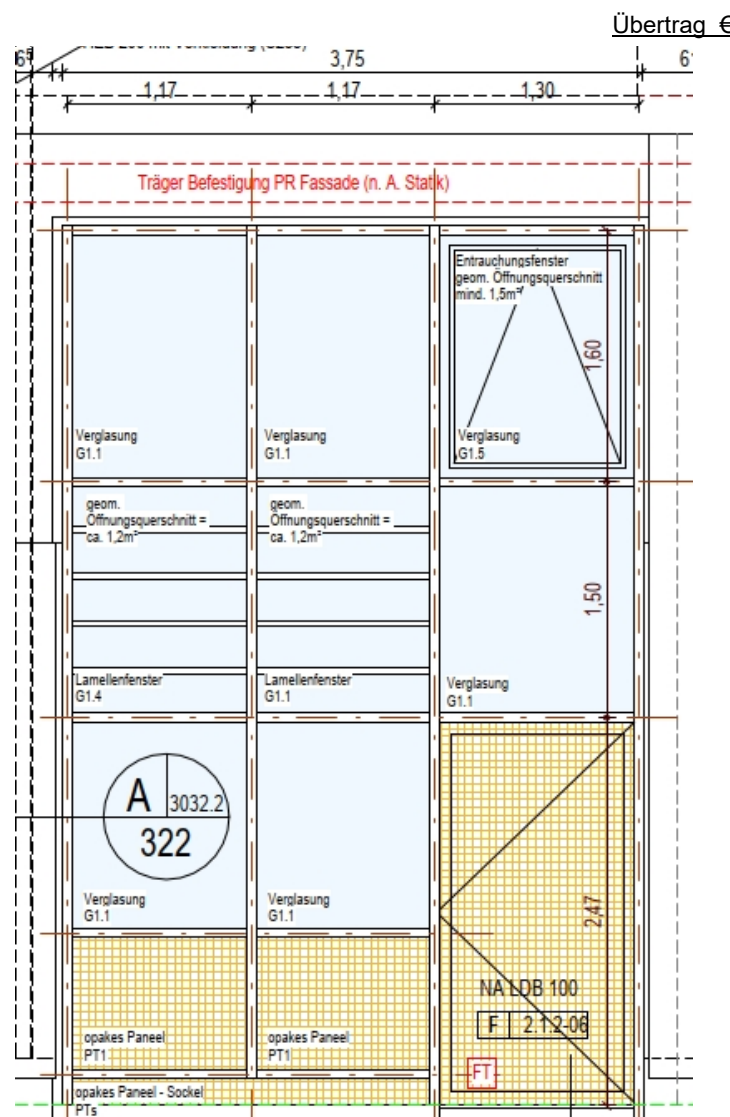 Übertrag €
3,75
1,17 1,17 1,30
Träger Befestigung PR Fassade (n. A. Statik)
Entrauchungsfenster
geom. Öffnungsquerschnitt
mind. 1,5m²
1,60
Verglasung
G1.1
Verglasung
G1.1
Verglasung
G1.5
geom.
Öffnungsquerschnitt =
ca. 1,2m²
geom.
Öffnungsquerschnitt =
ca. 1,2m²
1,50
Lamellenfenster
G1.4
Lamellenfenster
G1.1
Verglasung
G1.1
A 3032.2
322
Verglasung
G1.1
Verglasung
G1.1
2,47
NA LDB 100
F 2.1.2-06
opakes Paneel
PT1
opakes Paneel
PT1
FT
opakes Paneel - Sockel
PTs